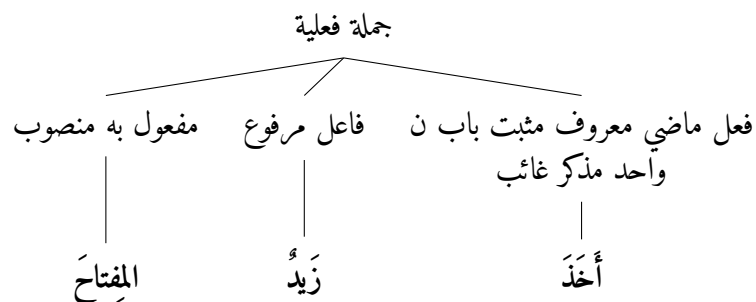 جملة فعلية
فعل ماضي معروف مثبت باب ن
واحد مذكر غائب
فاعل مرفوع
مفعول به منصوب
أَخَذَ
زَيدٌ
المِفتاحَ